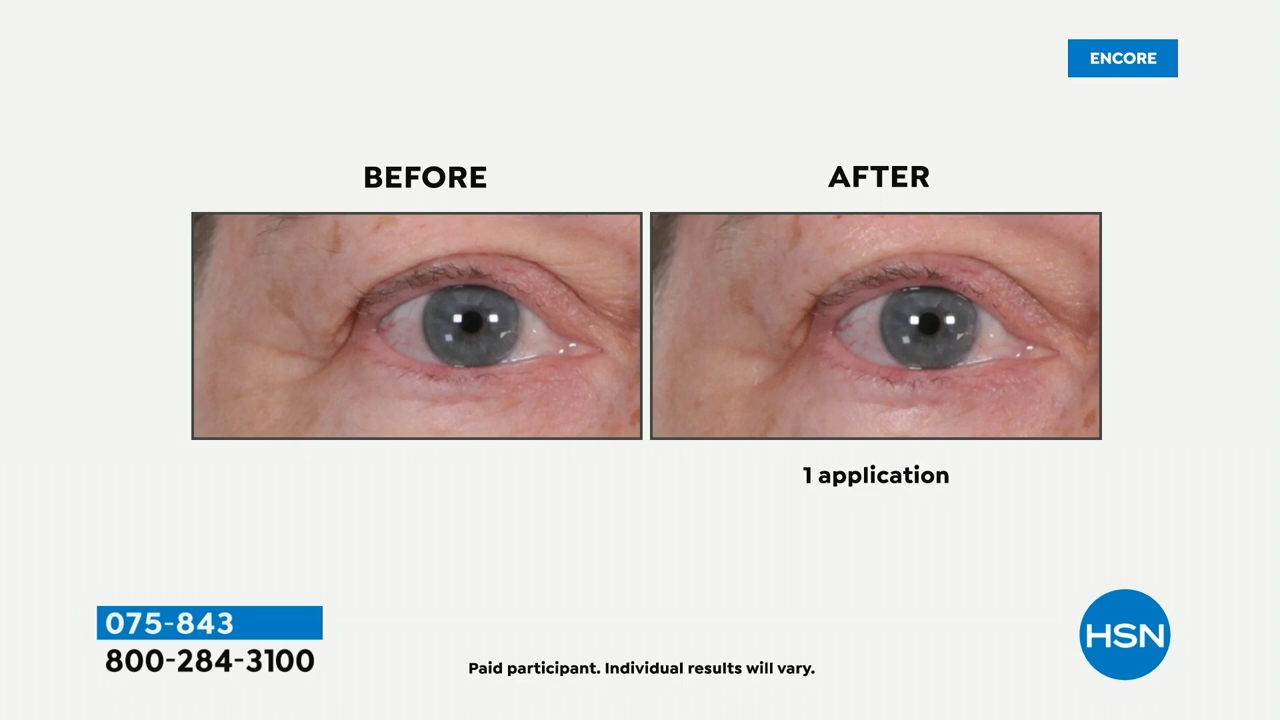 ENCORE
BEFORE
AFTER
1 application
075-843
800-284-3100
Paid participant. Individual results will vary.
HSN